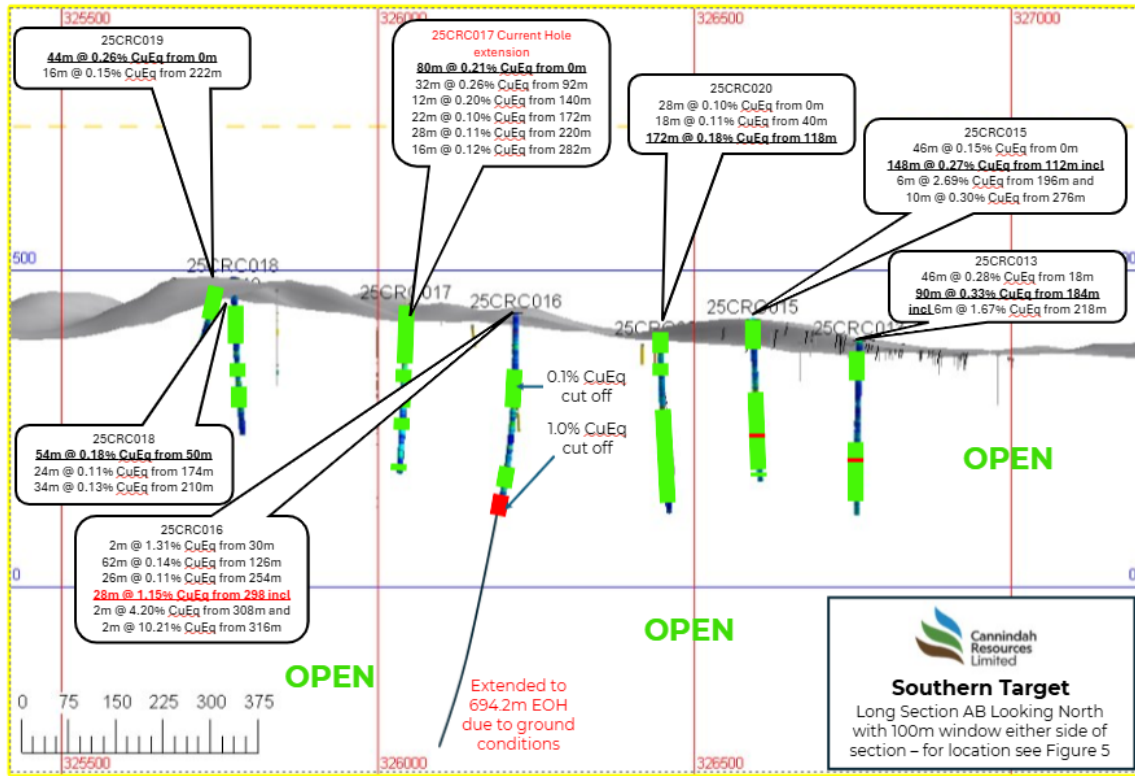 325500
326000
326500
327000
25CRC019
44m @ 0.26% CuEq from 0m
16m @ 0.15% CuEq from 222m
25CRC017 Current Hole
extension
80m @ 0.21% CuEq from 0m
32m @ 0.26% CuEq from 92m
12m @ 0.20% CuEq from 140m
22m @ 0.10% CuEq from 172m
28m @ 0.11% CuEq from 220m
16m @ 0.12% CuEq from 282m
25CRC020
28m @ 0.10% CuEq from 0m
18m @ 0.11% CuEq from 40m
172m @ 0.18% CuEq from 118m
25CRC015
46m @ 0.15% CuEq from 0m
148m @ 0.27% CuEq from 112m incl
6m @ 2.69% CuEq from 196m and
10m @ 0.30% CuEq from 276m
25CRC013
46m @ 0.28% CuEq from 18m
90m @ 0.33% CuEq from 184m
incl 6m @ 1.67% CuEq from 218m
500
25CRC018
25CRC017
25CRC016
25CRC015
0.1% CuEq
cut off
1.0% CuEq
cut off
OPEN
25CRC018
54m @ 0.18% CuEq from 50m
24m @ 0.11% CuEq from 174m
34m @ 0.13% CuEq from 210m
25CRC016
2m @ 1.31% CuEq from 30m
62m @ 0.14% CuEq from 126m
26m @ 0.11% CuEq from 254m
28m @ 1.15% CuEq from 298 incl
2m @ 4.20% CuEq from 308m and
2m @ 10.21% CuEq from 316m
0
0
OPEN
OPEN
Extended to
694.2m EOH
due to ground
conditions
0 75 150 225 300 375
Cannindah
Resources
Limited
Southern Target
Long Section AB Looking North
with 100m window either side of
section – for location see Figure 5
325500
326000
326500
327000